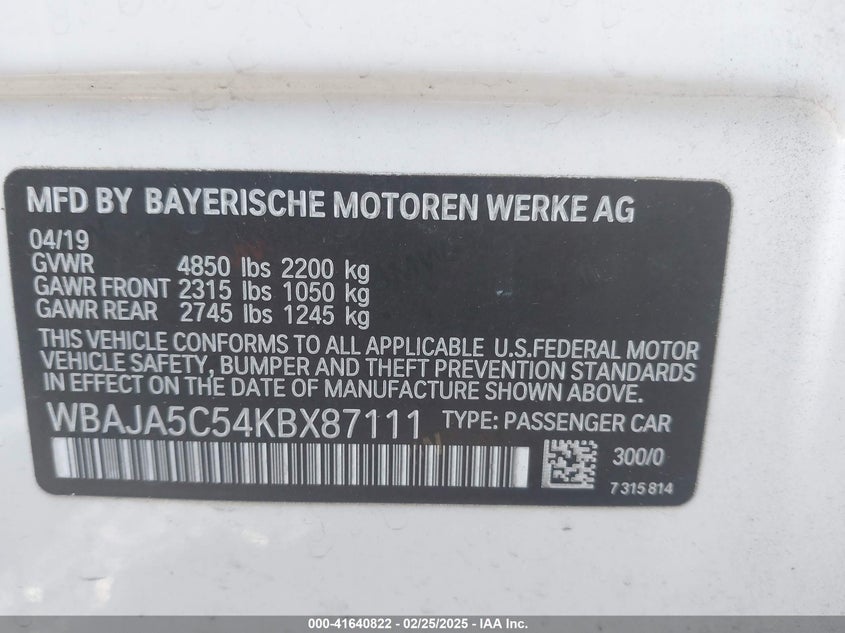 MFD BY BAYERISCHE MOTOREN WERKE AG
04/19
GVWR 4850 lbs 2200 kg
GAWR FRONT 2315 lbs 1050 kg
GAWR REAR 2745 lbs 1245 kg
THIS VEHICLE CONFORMS TO ALL APPLICABLE U.S.FEDERAL MOTOR
VEHICLE SAFETY, BUMPER AND THEFT PREVENTION STANDARDS
IN EFFECT ON THE DATE OF MANUFACTURE SHOWN ABOVE.
WBAJA5C54KBX87111 TYPE: PASSENGER CAR
300/0
7315814
000-41640822 - 02/25/2025 - IAA Inc.